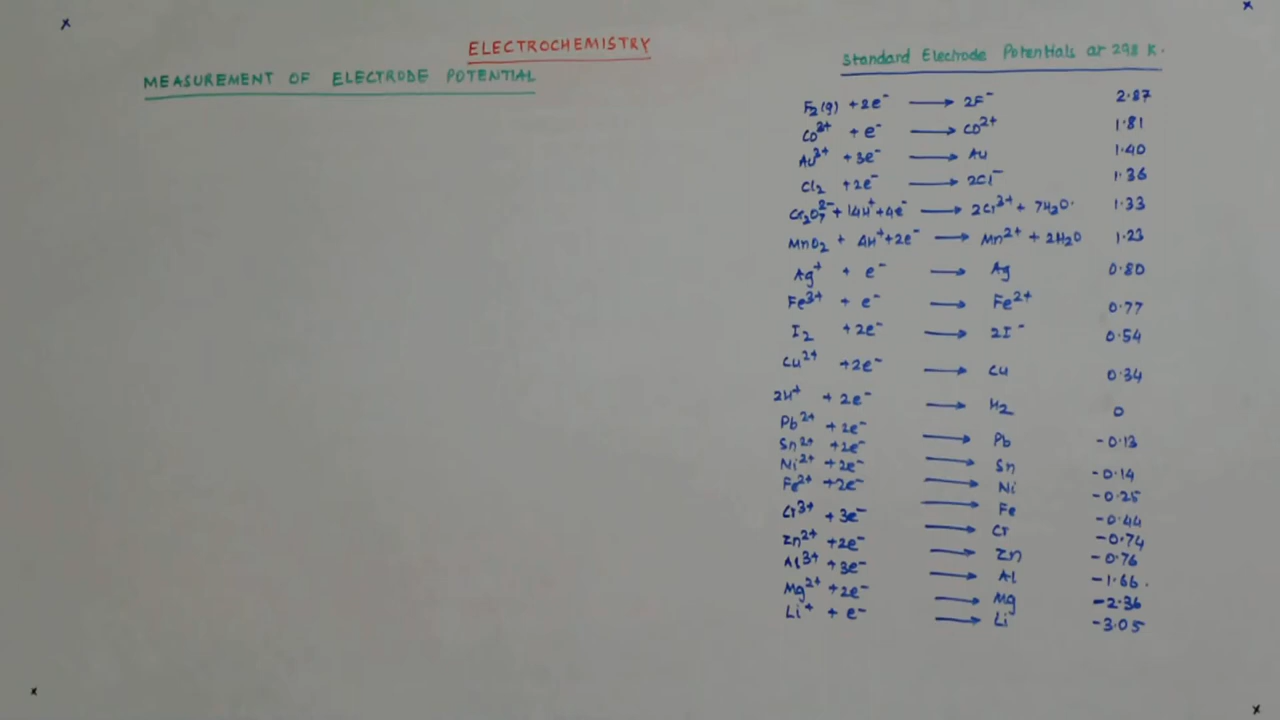 ELECTROCHEMISTRY
MEASUREMENT OF ELECTRODE POTENTIAL
Standard Electrode Potentials at 298 K.
F₂(g) + 2e⁻ ⟶ 2F⁻ 2.87
Co³⁺ + e⁻ ⟶ Co²⁺ 1.81
Au³⁺ + 3e⁻ ⟶ Au 1.40
Cl₂ + 2e⁻ ⟶ 2Cl⁻ 1.36
Cr₂O₇²⁻ + 14H⁺ + 4e⁻ ⟶ 2Cr³⁺ + 7H₂O. 1.33
MnO₂ + 4H⁺ + 2e⁻ ⟶ Mn²⁺ + 2H₂O 1.23
Ag⁺ + e⁻ ⟶ Ag 0.80
Fe³⁺ + e⁻ ⟶ Fe²⁺ 0.77
I₂ + 2e⁻ ⟶ 2I⁻ 0.54
Cu²⁺ + 2e⁻ ⟶ Cu 0.34
2H⁺ + 2e⁻ ⟶ H₂ 0
Pb²⁺ + 2e⁻ ⟶ Pb -0.13
Sn²⁺ + 2e⁻ ⟶ Sn -0.14
Ni²⁺ + 2e⁻ ⟶ Ni -0.25
Fe²⁺ + 2e⁻ ⟶ Fe -0.44
Cr³⁺ + 3e⁻ ⟶ Cr -0.74
Zn²⁺ + 2e⁻ ⟶ Zn -0.76
Al³⁺ + 3e⁻ ⟶ Al -1.66.
Mg²⁺ + 2e⁻ ⟶ Mg -2.36
Li⁺ + e⁻ ⟶ Li -3.05